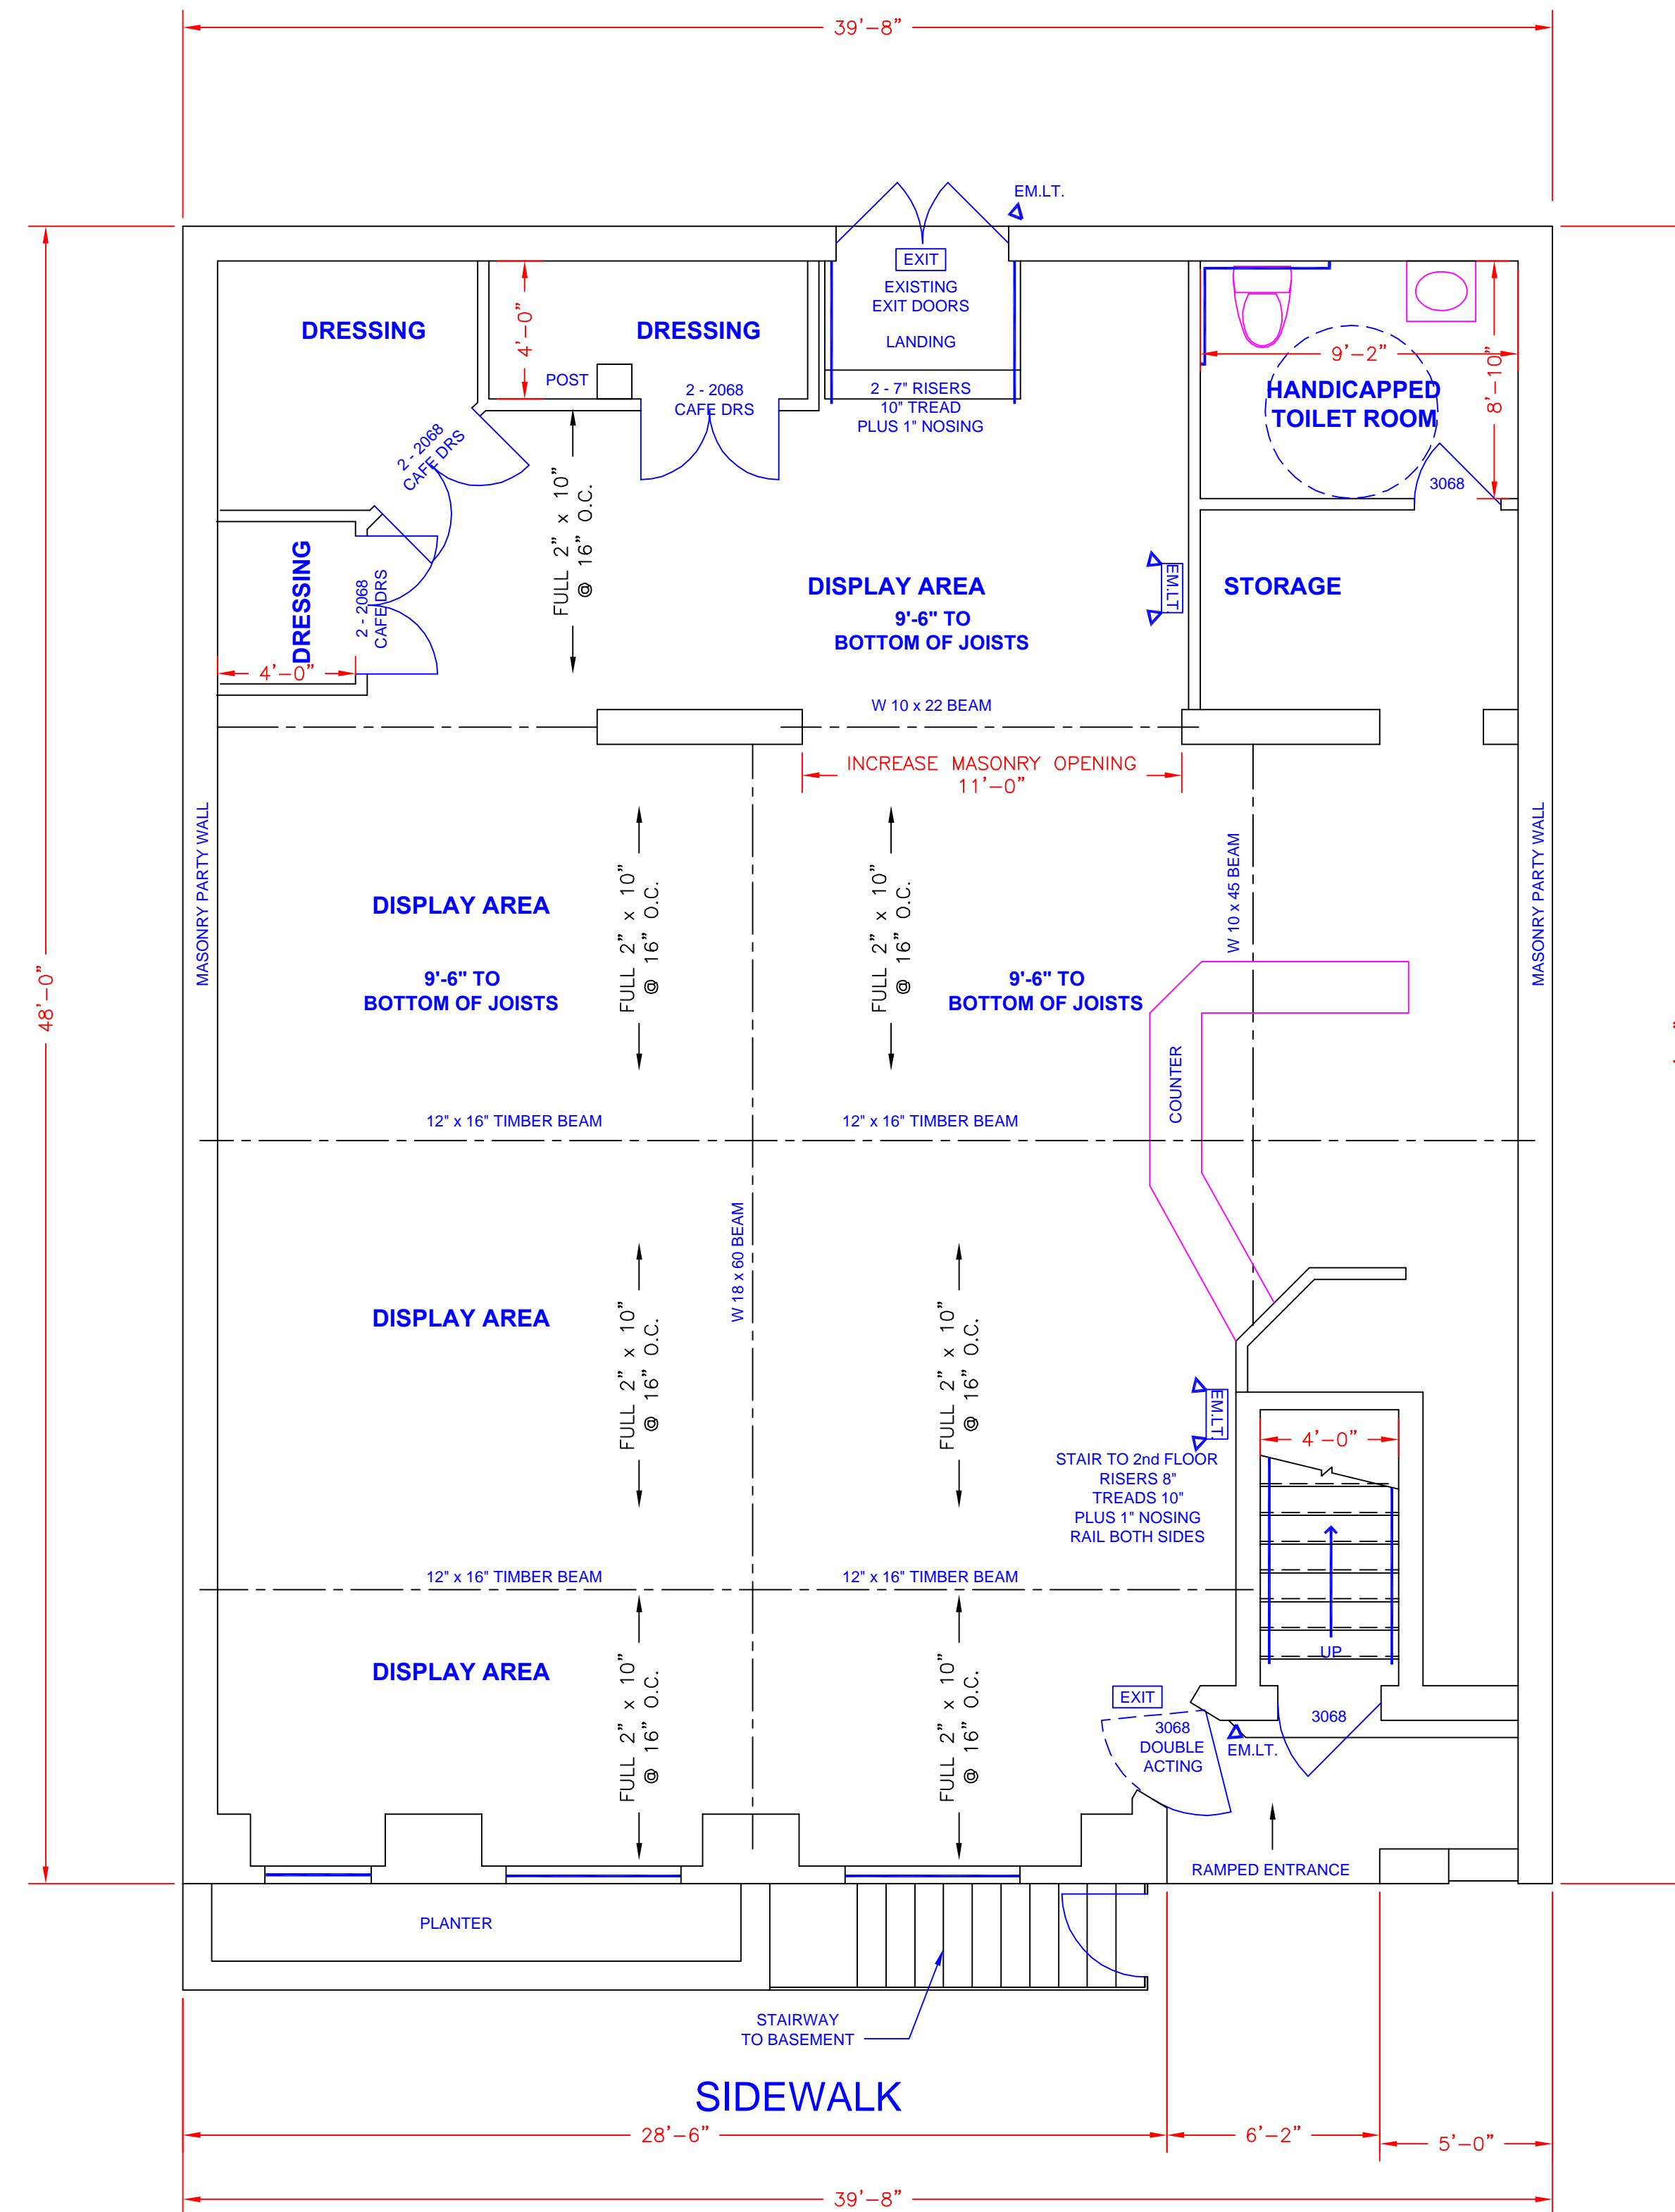 39'-8"
EM.LT.
EXIT
EXISTING
EXIT DOORS
LANDING
2 - 7" RISERS
10" TREAD
PLUS 1" NOSING
DRESSING
4'-0"
DRESSING
POST
2 - 2068
CAFE DRS
9'-2"
8'-10"
HANDICAPPED
TOILET ROOM
3068
2 - 2068
CAFE DRS
FULL 2" x 10"
@ 16" O.C.
DRESSING
2 - 2068
CAFE DRS
4'-0"
DISPLAY AREA
9'-6" TO
BOTTOM OF JOISTS
EM.LT.
STORAGE
W 10 x 22 BEAM
INCREASE MASONRY OPENING
11'-0"
MASONRY PARTY WALL
DISPLAY AREA
9'-6" TO
BOTTOM OF JOISTS
FULL 2" x 10"
@ 16" O.C.
FULL 2" x 10"
@ 16" O.C.
9'-6" TO
BOTTOM OF JOISTS
W 10 x 45 BEAM
MASONRY PARTY WALL
48'-0"
COUNTER
12" x 16" TIMBER BEAM
12" x 16" TIMBER BEAM
W 18 x 60 BEAM
DISPLAY AREA
FULL 2" x 10"
@ 16" O.C.
FULL 2" x 10"
@ 16" O.C.
EM.LT.
4'-0"
STAIR TO 2nd FLOOR
RISERS 8"
TREADS 10"
PLUS 1" NOSING
RAIL BOTH SIDES
12" x 16" TIMBER BEAM
12" x 16" TIMBER BEAM
UP
DISPLAY AREA
FULL 2" x 10"
@ 16" O.C.
FULL 2" x 10"
@ 16" O.C.
EXIT
3068
DOUBLE
ACTING
EM.LT.
3068
RAMPED ENTRANCE
PLANTER
STAIRWAY
TO BASEMENT
SIDEWALK
28'-6"
6'-2"
5'-0"
39'-8"